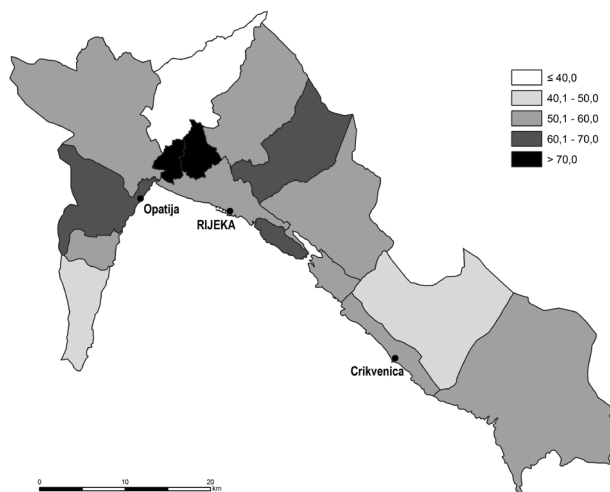 ≤ 40,0
40,1 - 50,0
50,1 - 60,0
60,1 - 70,0
> 70,0
Opatija
RIJEKA
Crikvenica
0 10 20
km